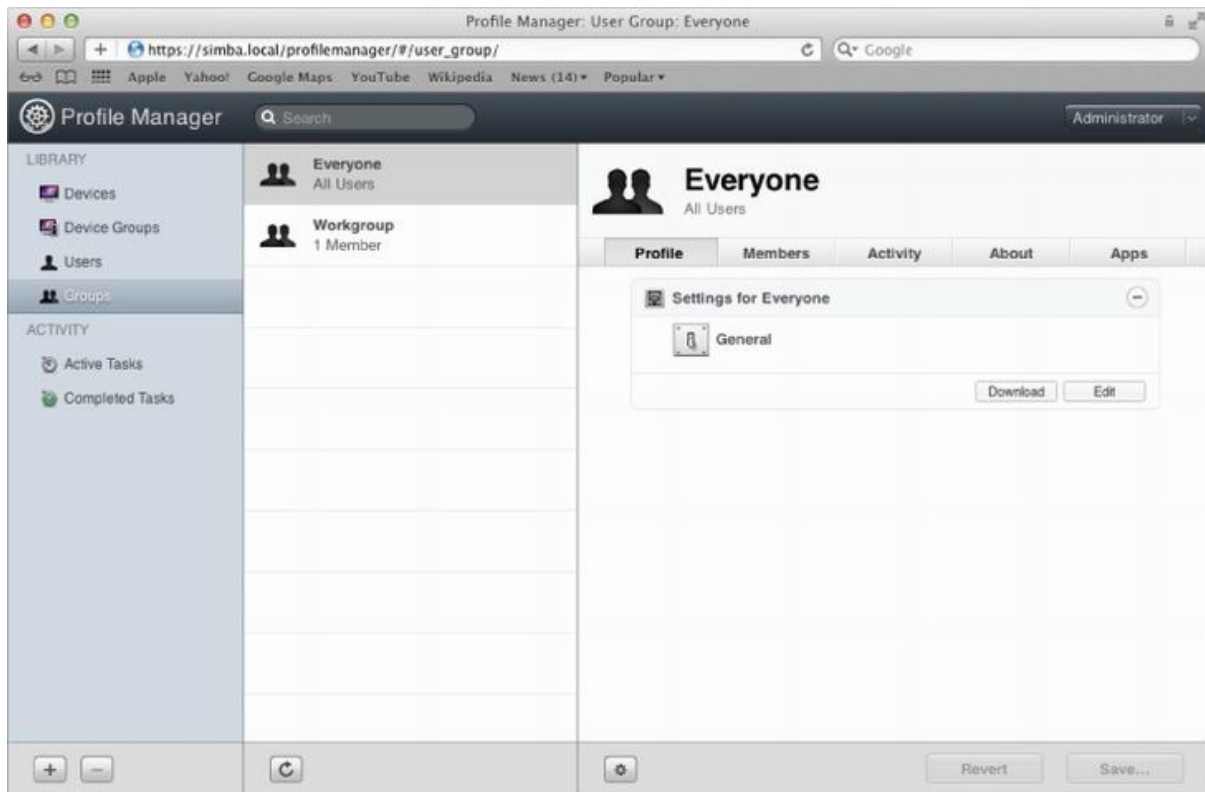 Profile Manager: User Group: Everyone
https://simba.local/profilemanager/#/user_group/
Google
Apple Yahoo! Google Maps YouTube Wikipedia News (14) Popular
Profile Manager
Search
Administrator
LIBRARY
Devices
Device Groups
Users
Groups
ACTIVITY
Active Tasks
Completed Tasks
Everyone
All Users
Workgroup
1 Member
Everyone
All Users
Profile Members Activity About Apps
Settings for Everyone
General
Download Edit
Revert Save...